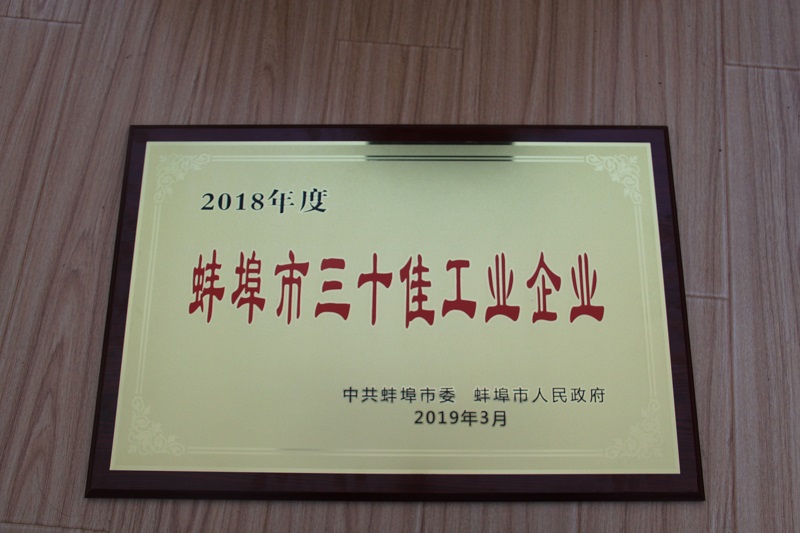 2018年度
蚌埠市三十佳工业企业
中共蚌埠市委 蚌埠市人民政府
2019年3月